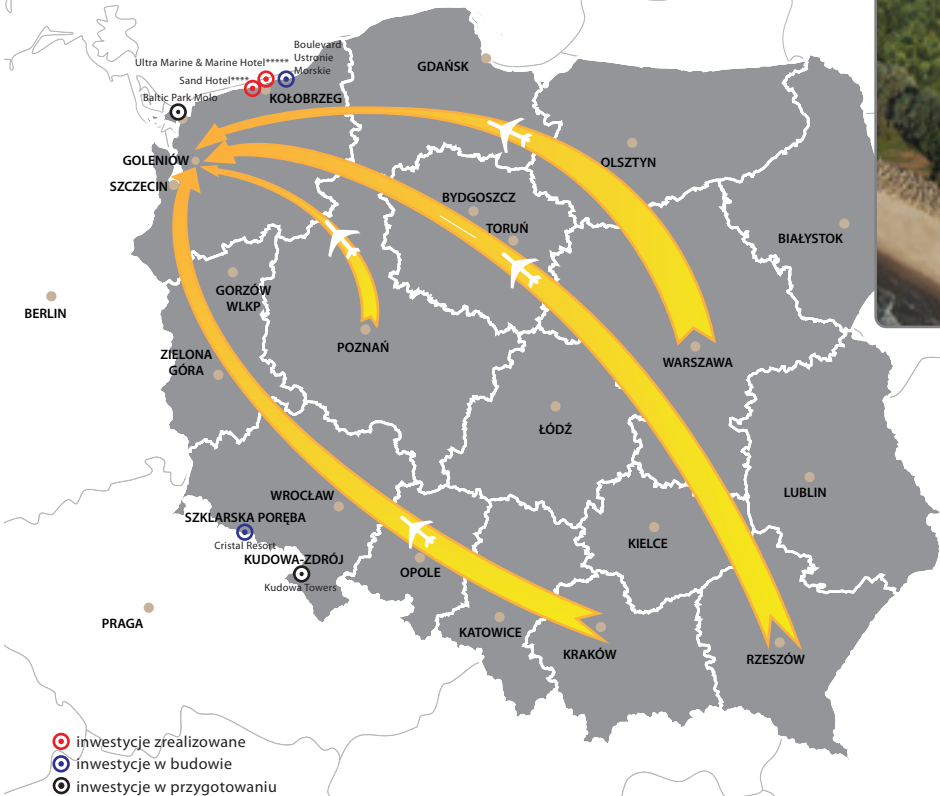 Boulevard
Ustronie
Morskie
Ultra Marine & Marine Hotel*****
Sand Hotel****
Baltic Park Molo
KOŁOBRZEG
GDAŃSK
GOLENIÓW
SZCZECIN
OLSZTYN
BYDGOSZCZ
TORUŃ
BIAŁYSTOK
GORZÓW
WLKP
BERLIN
POZNAŃ
ZIELONA
GÓRA
WARSZAWA
ŁÓDŹ
LUBLIN
WROCŁAW
SZKLARSKA PORĘBA
Cristal Resort
KUDOWA-ZDRÓJ
Kudowa Towers
KIELCE
OPOLE
PRAGA
KATOWICE
KRAKÓW
RZESZÓW
inwestycje zrealizowane
inwestycje w budowie
inwestycje w przygotowaniu